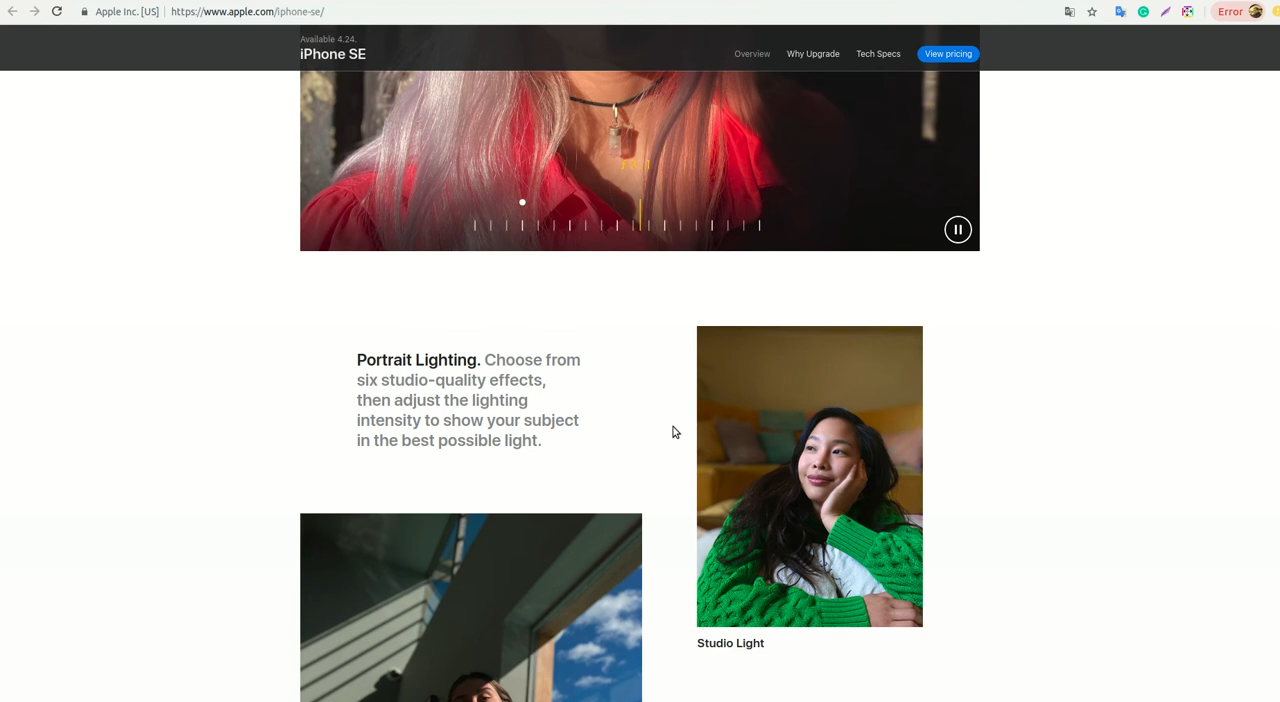 Apple Inc. [US] https://www.apple.com/iphone-se/
Error
Available 4.24.
iPhone SE
Overview Why Upgrade Tech Specs View pricing
Portrait Lighting. Choose from
six studio-quality effects,
then adjust the lighting
intensity to show your subject
in the best possible light.
Studio Light